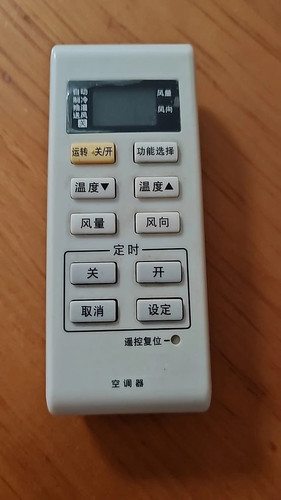 自动 风量
制冷
抽湿 风向
送风
运转 关/开 功能选择
温度▼ 温度▲
风量 风向
定时
关 开
取消 设定
遥控复位
空调器